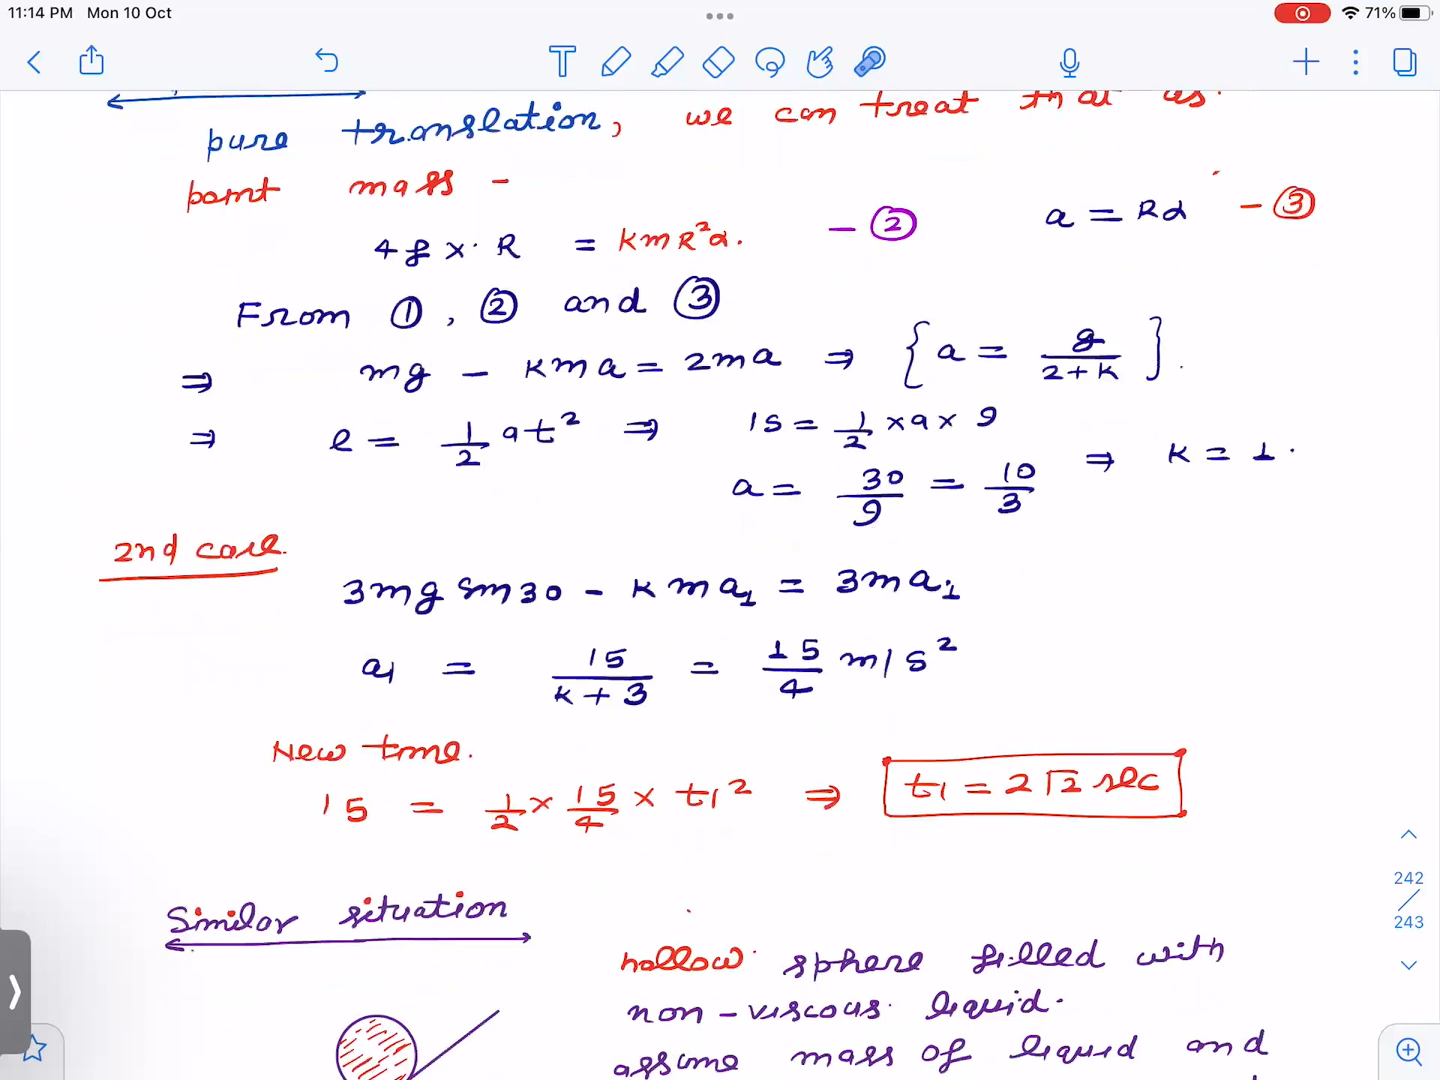 11:14 PM Mon 10 Oct
71%
pure translation, we can treat that as
point mass -
4f × R = KmR²α. - ② a = Rα - ③
From ①, ② and ③
⇒ mg - Kma = 2ma ⇒ {a = g/(2+K)}.
⇒ l = 1/2 at² ⇒ 15 = 1/2 × a × 9
a = 30/9 = 10/3 ⇒ K = 1.
2nd case.
3mg sin30 - Kma₁ = 3ma₁
a₁ = 15/(K+3) = 15/4 m/s²
New time.
15 = 1/2 × 15/4 × t₁² ⇒ t₁ = 2√2 sec
242
243
Similar situation
hollow sphere filled with
non-viscous liquid.
assume mass of liquid and